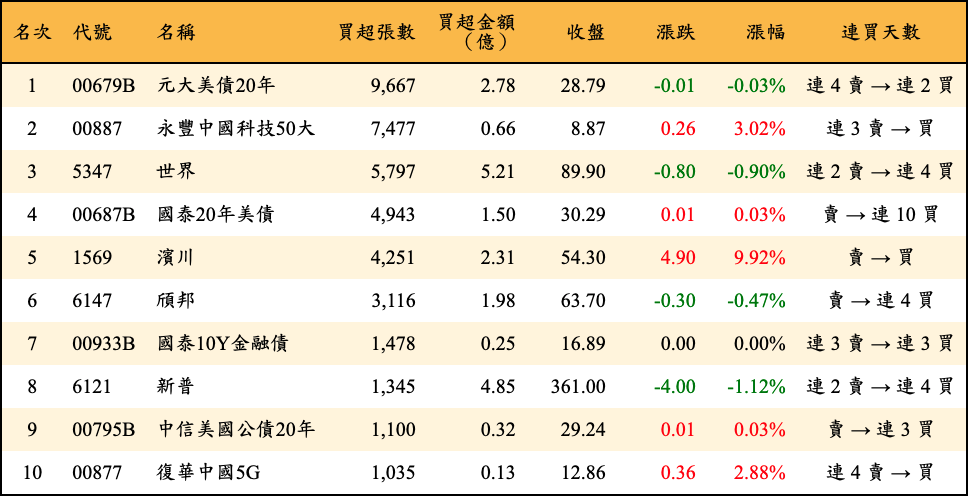 名次 代號 名稱 買超張數 買超金額（億） 收盤 漲跌 漲幅 連買天數
1 00679B 元大美債20年 9,667 2.78 28.79 -0.01 -0.03% 連 4 賣 → 連 2 買
2 00887 永豐中國科技50大 7,477 0.66 8.87 0.26 3.02% 連 3 賣 → 買
3 5347 世界 5,797 5.21 89.90 -0.80 -0.90% 連 2 賣 → 連 4 買
4 00687B 國泰20年美債 4,943 1.50 30.29 0.01 0.03% 賣 → 連 10 買
5 1569 濱川 4,251 2.31 54.30 4.90 9.92% 賣 → 買
6 6147 頎邦 3,116 1.98 63.70 -0.30 -0.47% 賣 → 連 4 買
7 00933B 國泰10Y金融債 1,478 0.25 16.89 0.00 0.00% 連 3 賣 → 連 3 買
8 6121 新普 1,345 4.85 361.00 -4.00 -1.12% 連 2 賣 → 連 4 買
9 00795B 中信美國公債20年 1,100 0.32 29.24 0.01 0.03% 賣 → 連 3 買
10 00877 復華中國5G 1,035 0.13 12.86 0.36 2.88% 連 4 賣 → 買